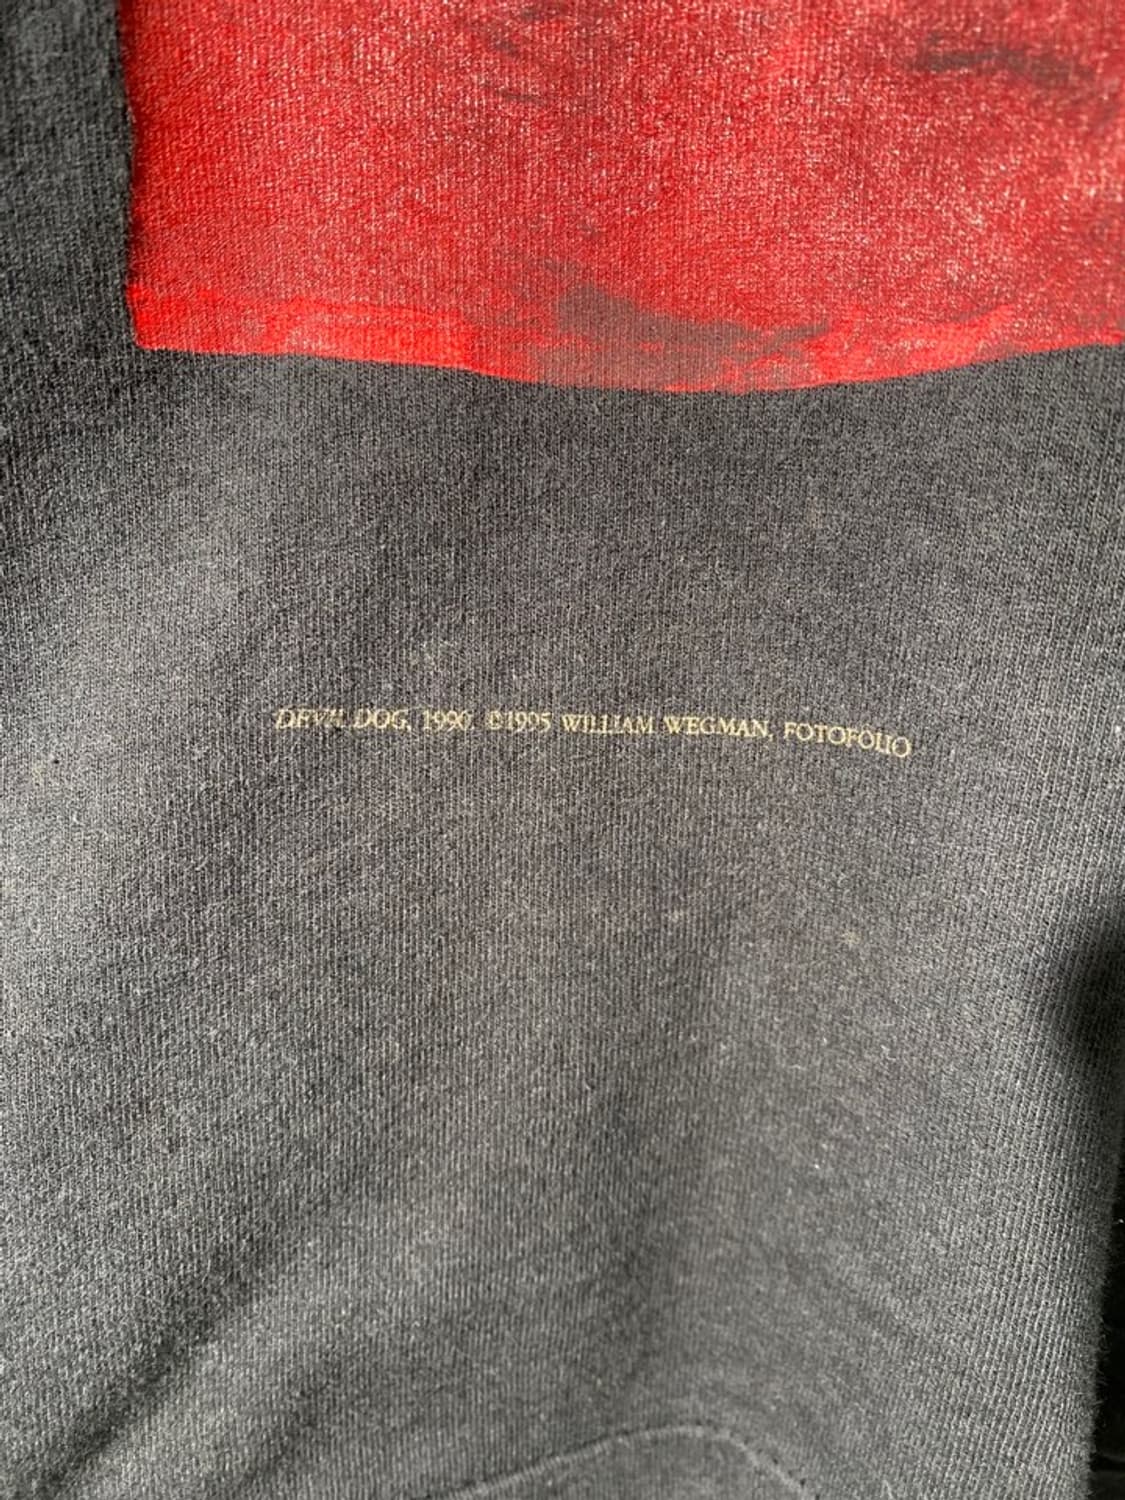 DEVIL DOG, 1990. ©1995 WILLIAM WEGMAN, FOTOFOLIO